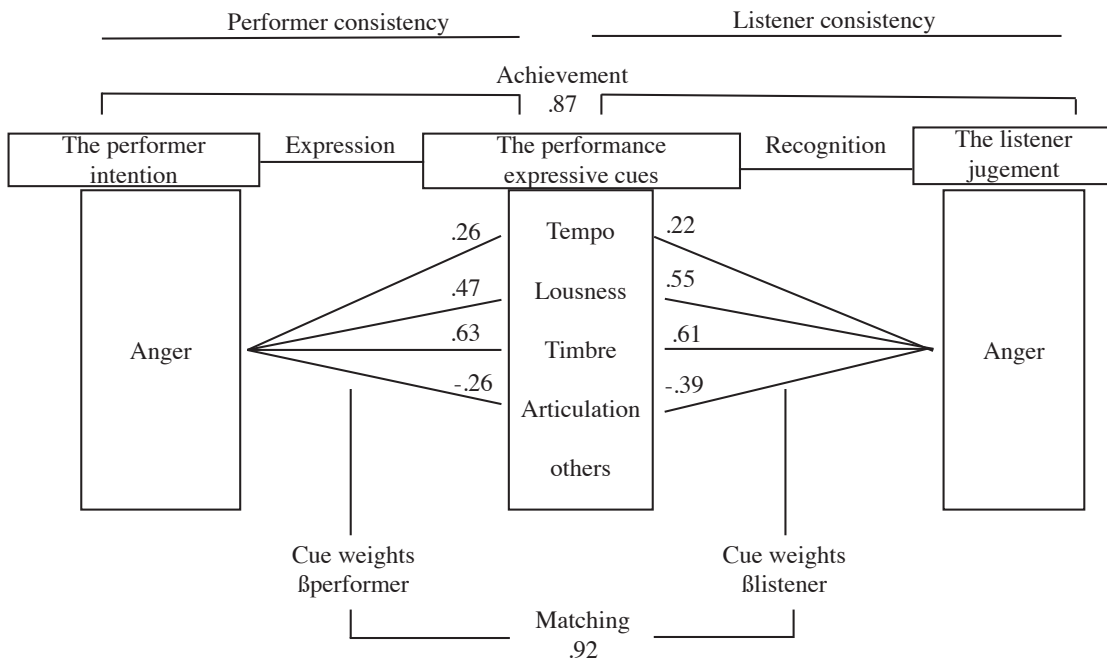 Performer consistency
Listener consistency
Achievement
.87
The performer
intention
Expression
The performance
expressive cues
Recognition
The listener
jugement
.26
Tempo
.22
.47
Lousness
.55
Anger
.63
Timbre
.61
Anger
-.26
Articulation
-.39
others
Cue weights
ßperformer
Cue weights
ßlistener
Matching
.92